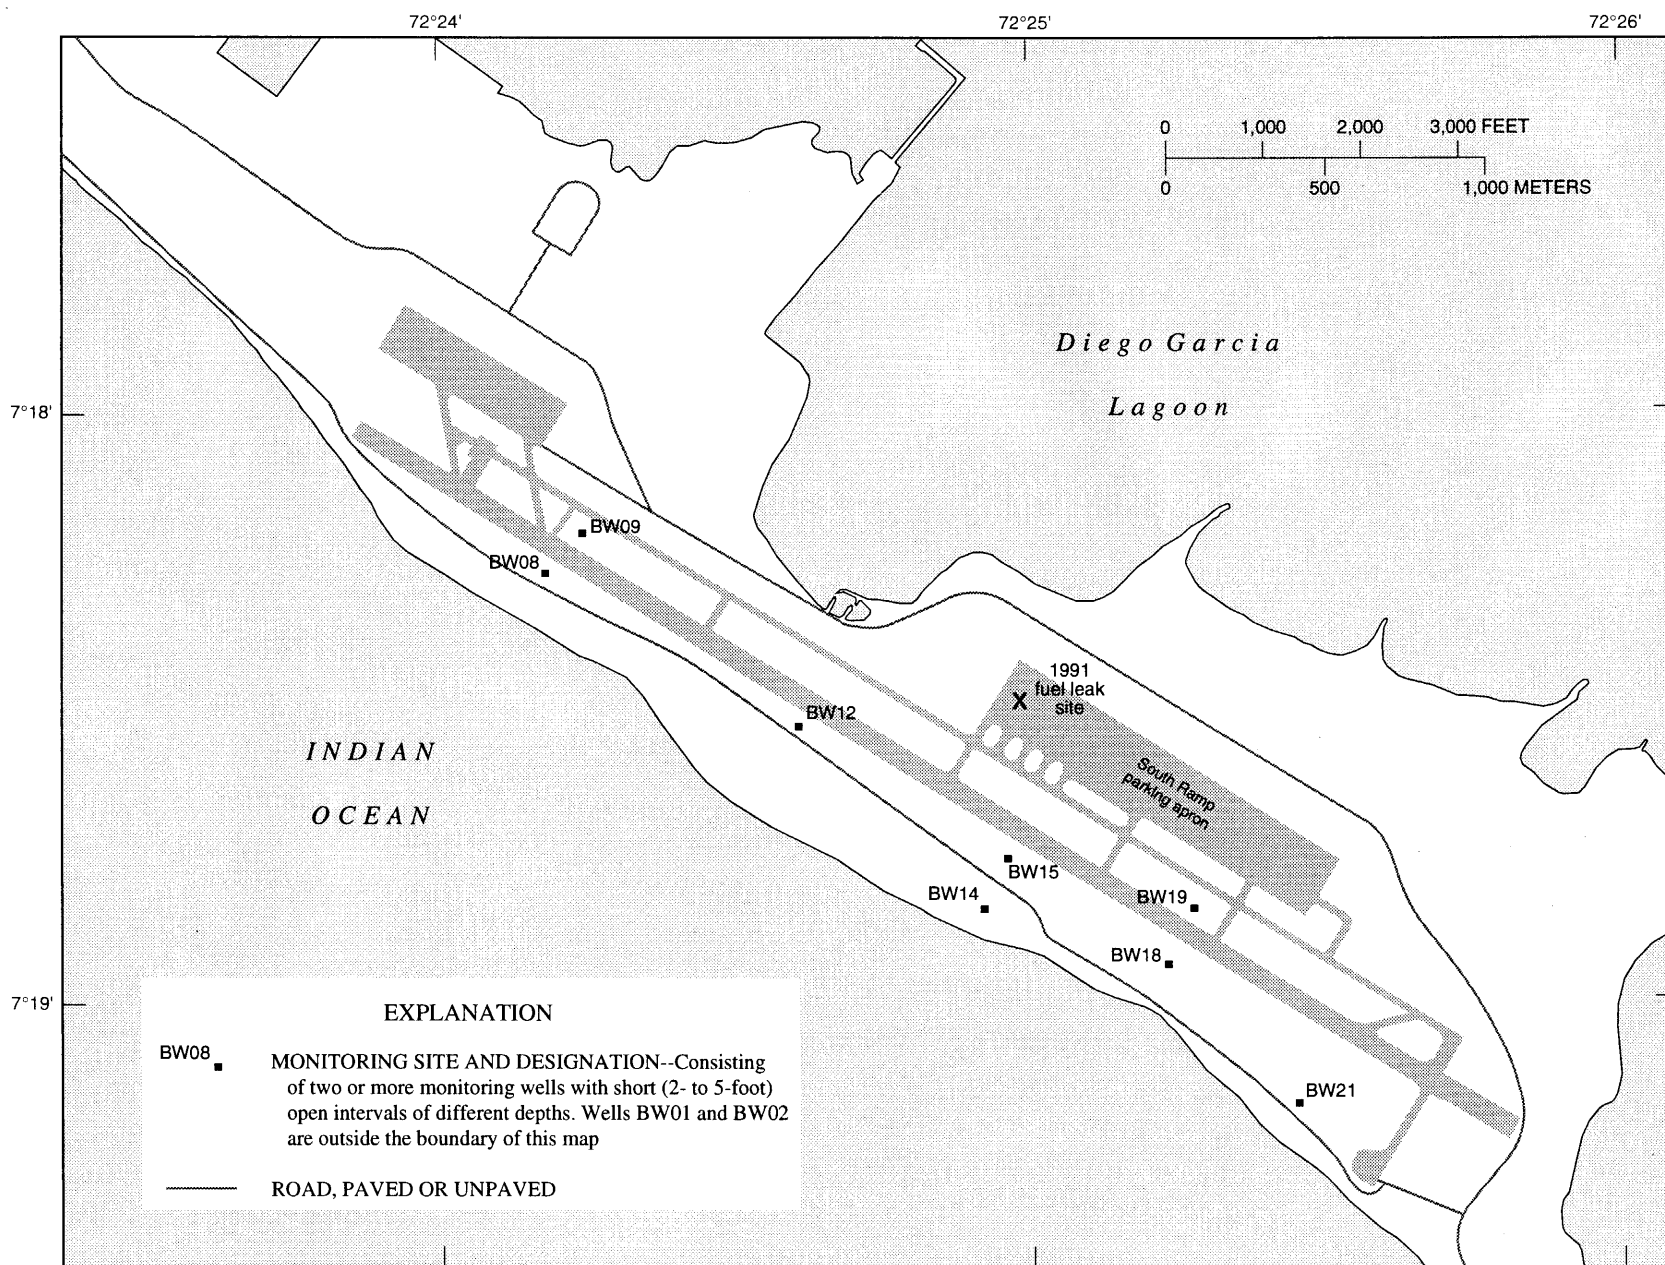 72°24'
72°25'
72°26'
0 1,000 2,000 3,000 FEET
0 500 1,000 METERS
Diego Garcia
Lagoon
7°18'
BW09
BW08
1991
fuel leak
site
X
BW12
INDIAN
OCEAN
South Ramp
parking apron
BW15
BW14
BW19
BW18
7°19'
BW21
EXPLANATION
BW08
MONITORING SITE AND DESIGNATION--Consisting
of two or more monitoring wells with short (2- to 5-foot)
open intervals of different depths. Wells BW01 and BW02
are outside the boundary of this map
ROAD, PAVED OR UNPAVED